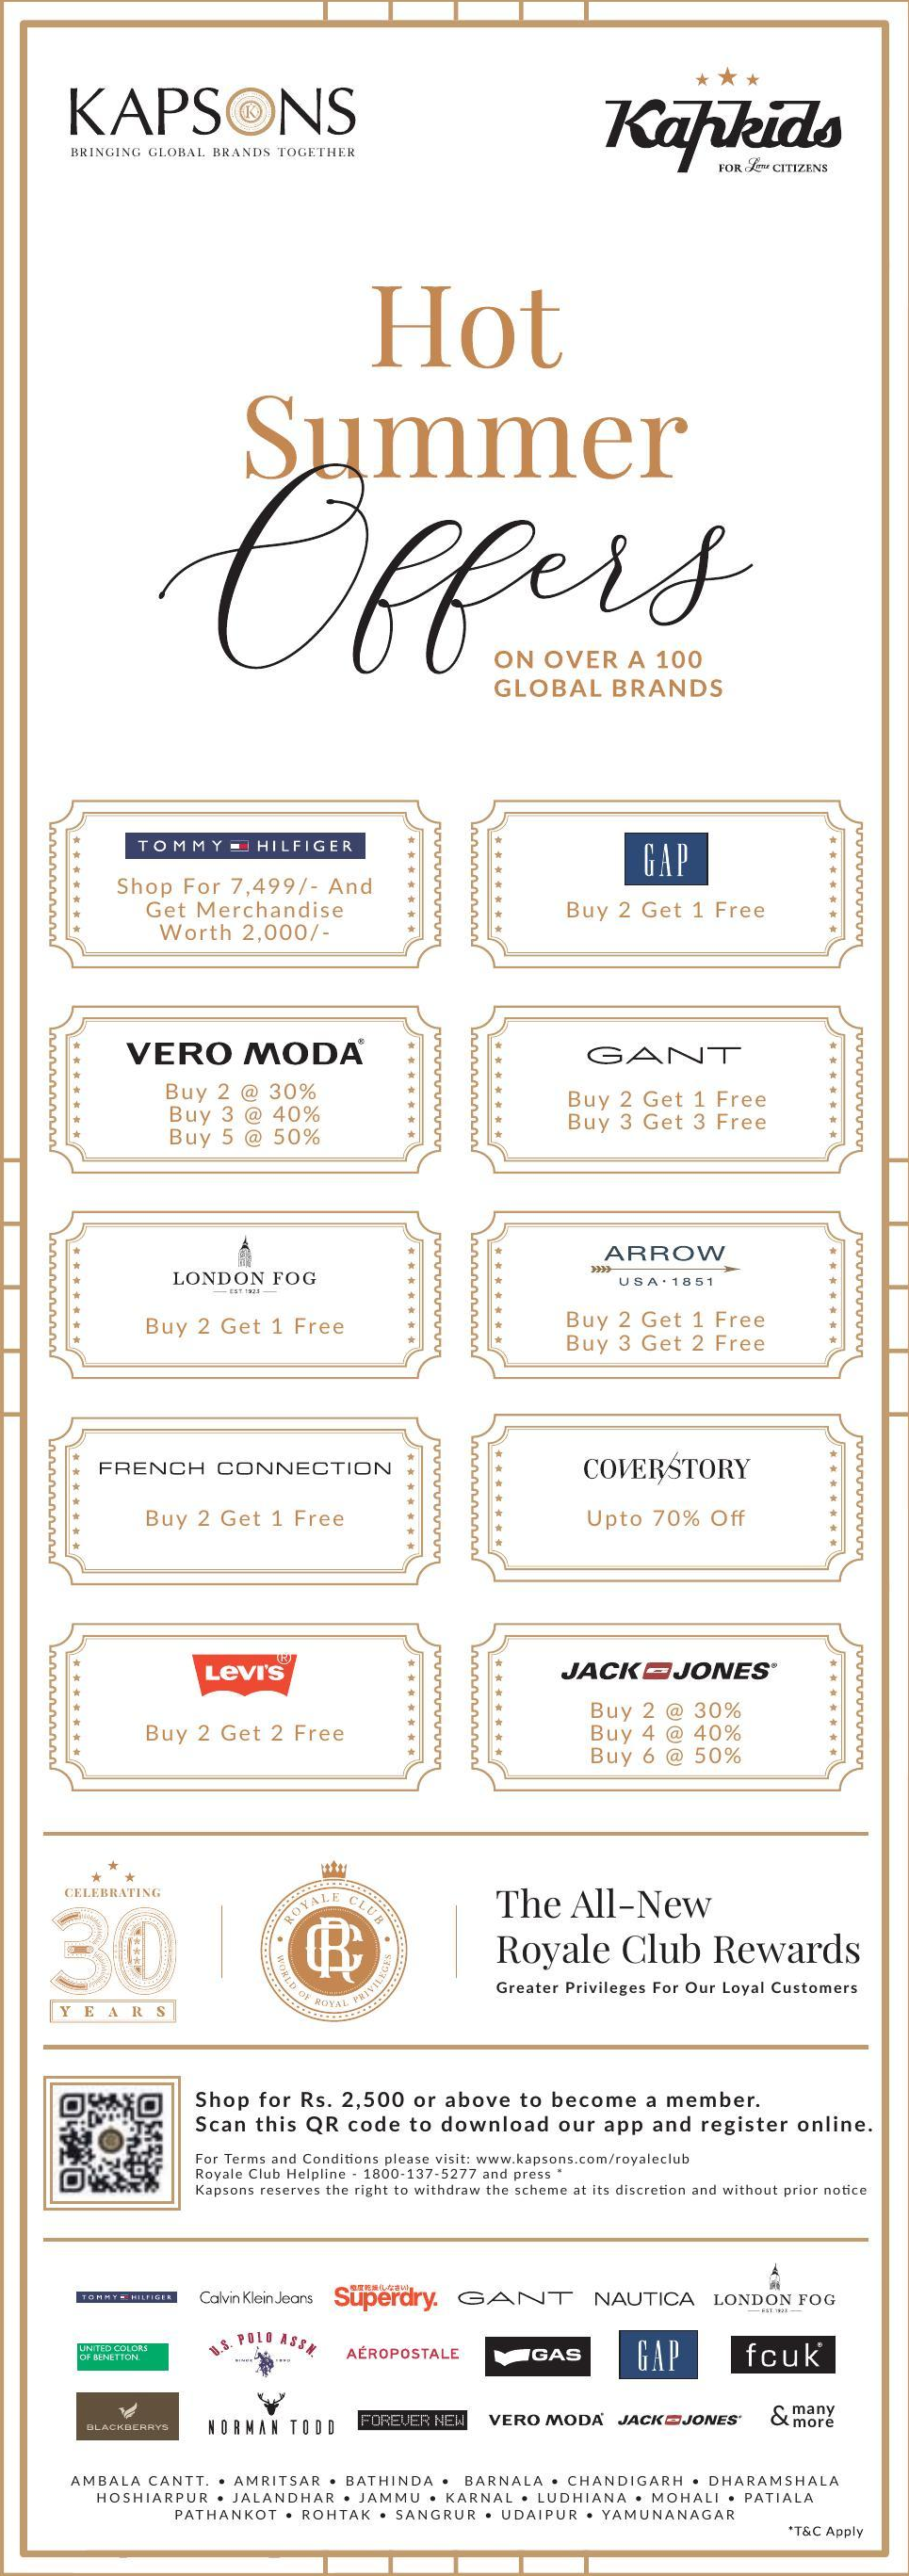 KAPSONS
BRINGING GLOBAL BRANDS TOGETHER
Kapkids
FOR Little CITIZENS
Hot
Summer
Offers
ON OVER A 100
GLOBAL BRANDS
TOMMY HILFIGER
Shop For 7,499/- And
Get Merchandise
Worth 2,000/-
GAP
Buy 2 Get 1 Free
VERO MODA®
Buy 2 @ 30%
Buy 3 @ 40%
Buy 5 @ 50%
GANT
Buy 2 Get 1 Free
Buy 3 Get 3 Free
LONDON FOG
EST 1923
Buy 2 Get 1 Free
ARROW
USA·1851
Buy 2 Get 1 Free
Buy 3 Get 2 Free
FRENCH CONNECTION
Buy 2 Get 1 Free
COVER/STORY
Upto 70% Off
LEVI'S®
Buy 2 Get 2 Free
JACK JONES®
Buy 2 @ 30%
Buy 4 @ 40%
Buy 6 @ 50%
CELEBRATING
30
YEARS
ROYALE CLUB
RC
WORLD OF ROYAL PRIVILEGES
The All-New
Royale Club Rewards
Greater Privileges For Our Loyal Customers
Shop for Rs. 2,500 or above to become a member.
Scan this QR code to download our app and register online.
For Terms and Conditions please visit: www.kapsons.com/royaleclub
Royale Club Helpline - 1800-137-5277 and press *
Kapsons reserves the right to withdraw the scheme at its discretion and without prior notice
TOMMY HILFIGER Calvin Klein Jeans Superdry. GANT NAUTICA LONDON FOG
UNITED COLORS
OF BENETTON.
U.S. POLO ASSN.
SINCE 1890
AÉROPOSTALE GAS GAP fcuk®
BLACKBERRYS NORMAN TODD FOREVER NEW VERO MODA® JACK JONES® & many
more
AMBALA CANTT. • AMRITSAR • BATHINDA • BARNALA • CHANDIGARH • DHARAMSHALA
HOSHIARPUR • JALANDHAR • JAMMU • KARNAL • LUDHIANA • MOHALI • PATIALA
PATHANKOT • ROHTAK • SANGRUR • UDAIPUR • YAMUNANAGAR
*T&C Apply